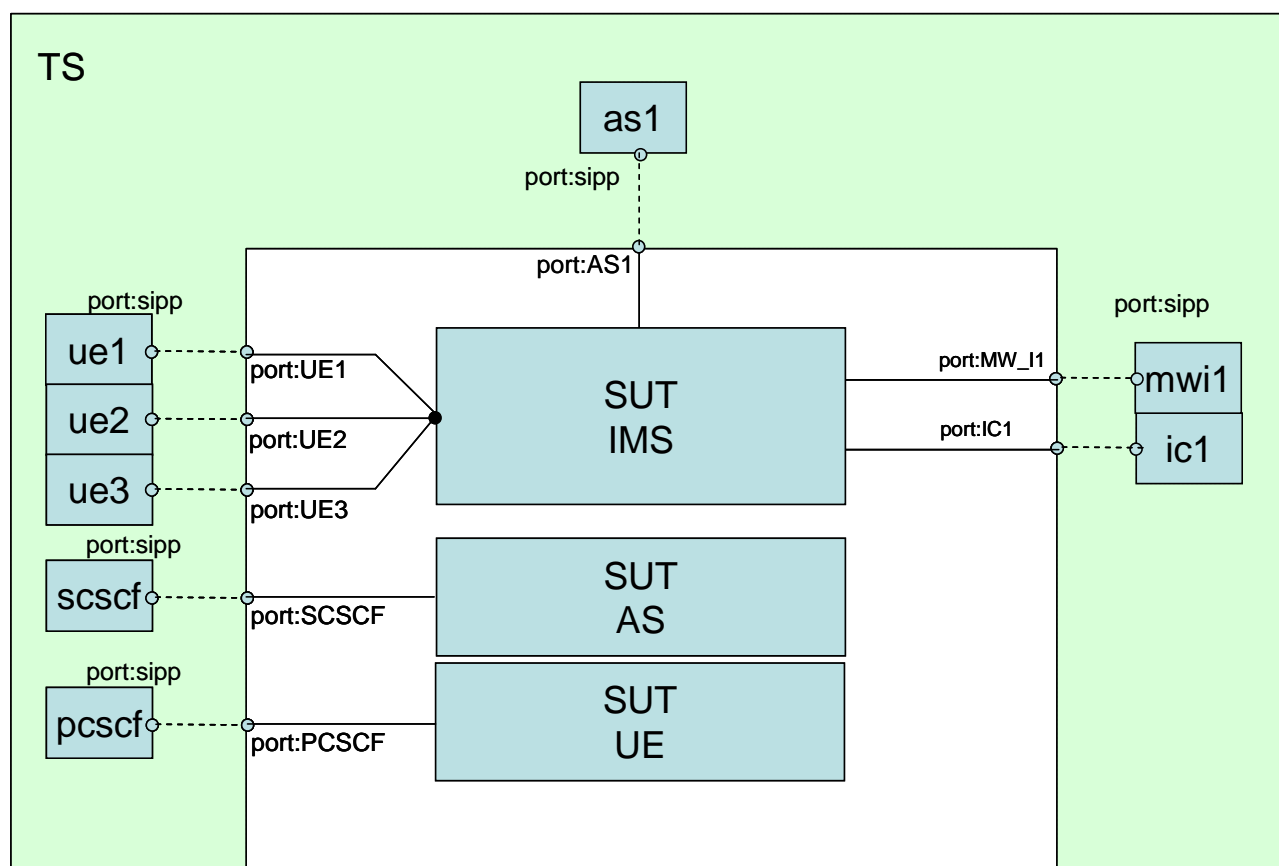 TS
as1
port:sipp
port:AS1
port:sipp
port:sipp
ue1
port:UE1
port:MW_I1
mwi1
SUT
IMS
ue2
port:UE2
port:IC1
ic1
ue3
port:UE3
port:sipp
scscf
port:SCSCF
SUT
AS
port:sipp
pcscf
port:PCSCF
SUT
UE